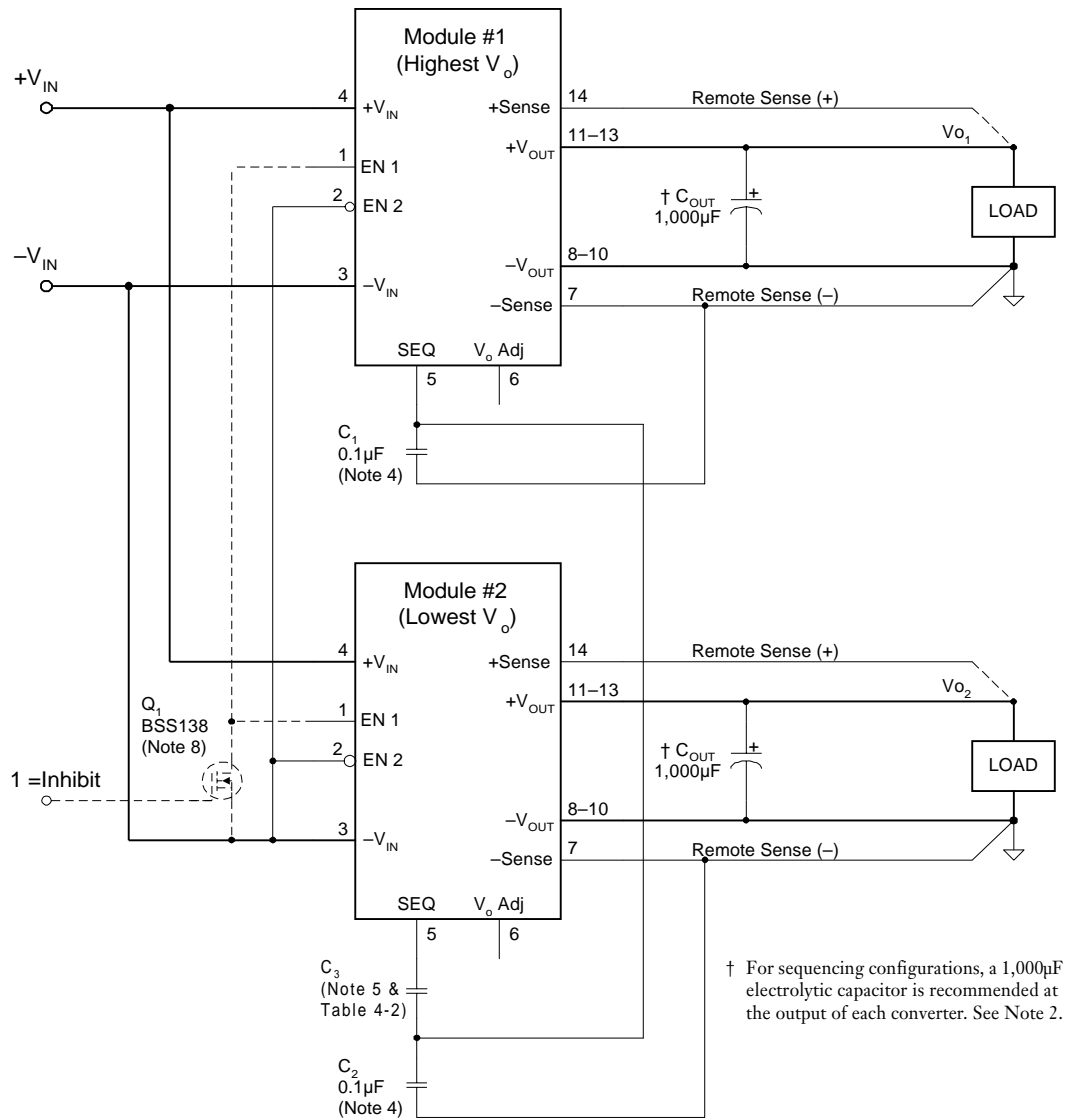 Module #1
(Highest Vo)
+VIN
4
+VIN
+Sense
14
Remote Sense (+)
1
EN 1
+VOUT
11–13
Vo1
2
EN 2
† COUT
1,000µF
+
LOAD
–VIN
3
–VIN
–VOUT
8–10
–Sense
7
Remote Sense (–)
SEQ
Vo Adj
5
6
C1
0.1µF
(Note 4)
Module #2
(Lowest Vo)
4
+VIN
+Sense
14
Remote Sense (+)
Q1
BSS138
(Note 8)
1
EN 1
+VOUT
11–13
Vo2
2
EN 2
† COUT
1,000µF
+
LOAD
1 =Inhibit
3
–VIN
–VOUT
8–10
–Sense
7
Remote Sense (–)
SEQ
Vo Adj
5
6
C3
(Note 5 &
Table 4-2)
† For sequencing configurations, a 1,000µF
electrolytic capacitor is recommended at
the output of each converter. See Note 2.
C2
0.1µF
(Note 4)